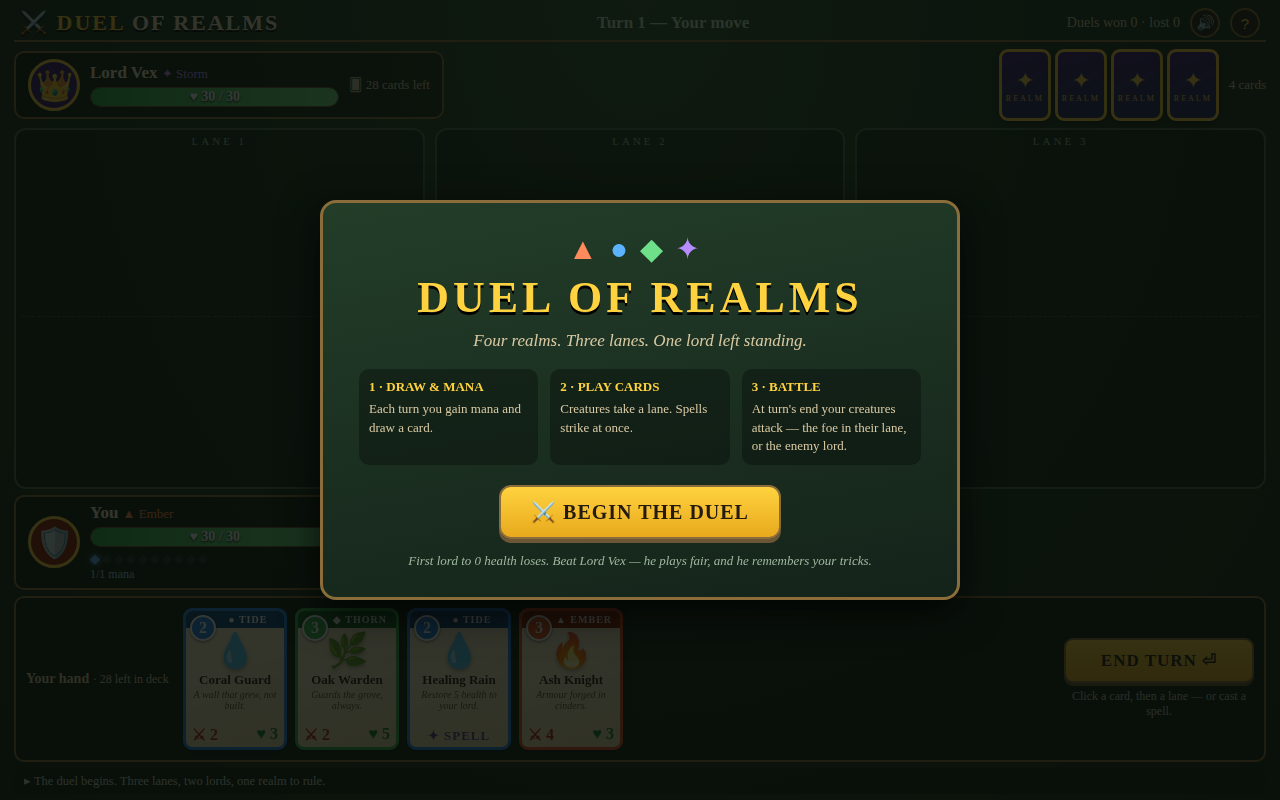 ⚔️ DUEL OF REALMS
Turn 1 — Your move
Duels won 0 · lost 0
?
Lord Vex ✦ Storm
♥ 30 / 30
28 cards left
REALM REALM REALM REALM
4 cards
LANE 1
LANE 2
LANE 3
DUEL OF REALMS
Four realms. Three lanes. One lord left standing.
1 · DRAW & MANA
Each turn you gain mana and
draw a card.
2 · PLAY CARDS
Creatures take a lane. Spells
strike at once.
3 · BATTLE
At turn's end your creatures
attack — the foe in their lane,
or the enemy lord.
⚔️ BEGIN THE DUEL
First lord to 0 health loses. Beat Lord Vex — he plays fair, and he remembers your tricks.
You ▲ Ember
♥ 30 / 30
1/1 mana
Your hand · 28 left in deck
2 ● TIDE
Coral Guard
A wall that grew, not
built.
⚔ 2 ♥ 3
3 ◆ THORN
Oak Warden
Guards the grove,
always.
⚔ 2 ♥ 5
2 ● TIDE
Healing Rain
Restore 5 health to
your lord.
✦ SPELL
3 ▲ EMBER
Ash Knight
Armour forged in
cinders.
⚔ 4 ♥ 3
END TURN ⏎
Click a card, then a lane — or cast a
spell.
▸ The duel begins. Three lanes, two lords, one realm to rule.